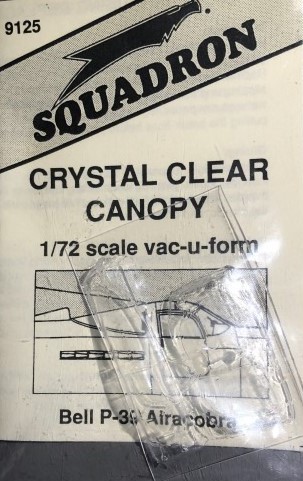 9125
SQUADRON
CRYSTAL CLEAR
CANOPY
1/72 scale vac-u-form
Bell P-39 Airacobra